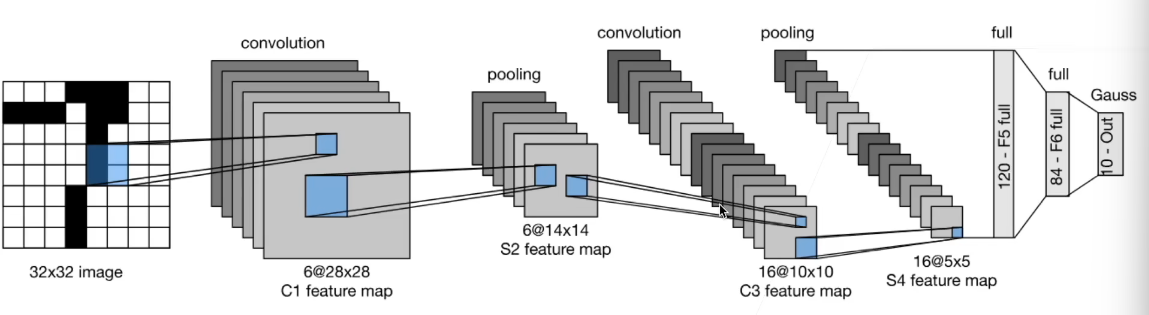 convolution
pooling
convolution
pooling
full
full
Gauss
120 - F5 full
84 - F6 full
10 - Out
32x32 image
6@28x28
C1 feature map
6@14x14
S2 feature map
16@10x10
C3 feature map
16@5x5
S4 feature map